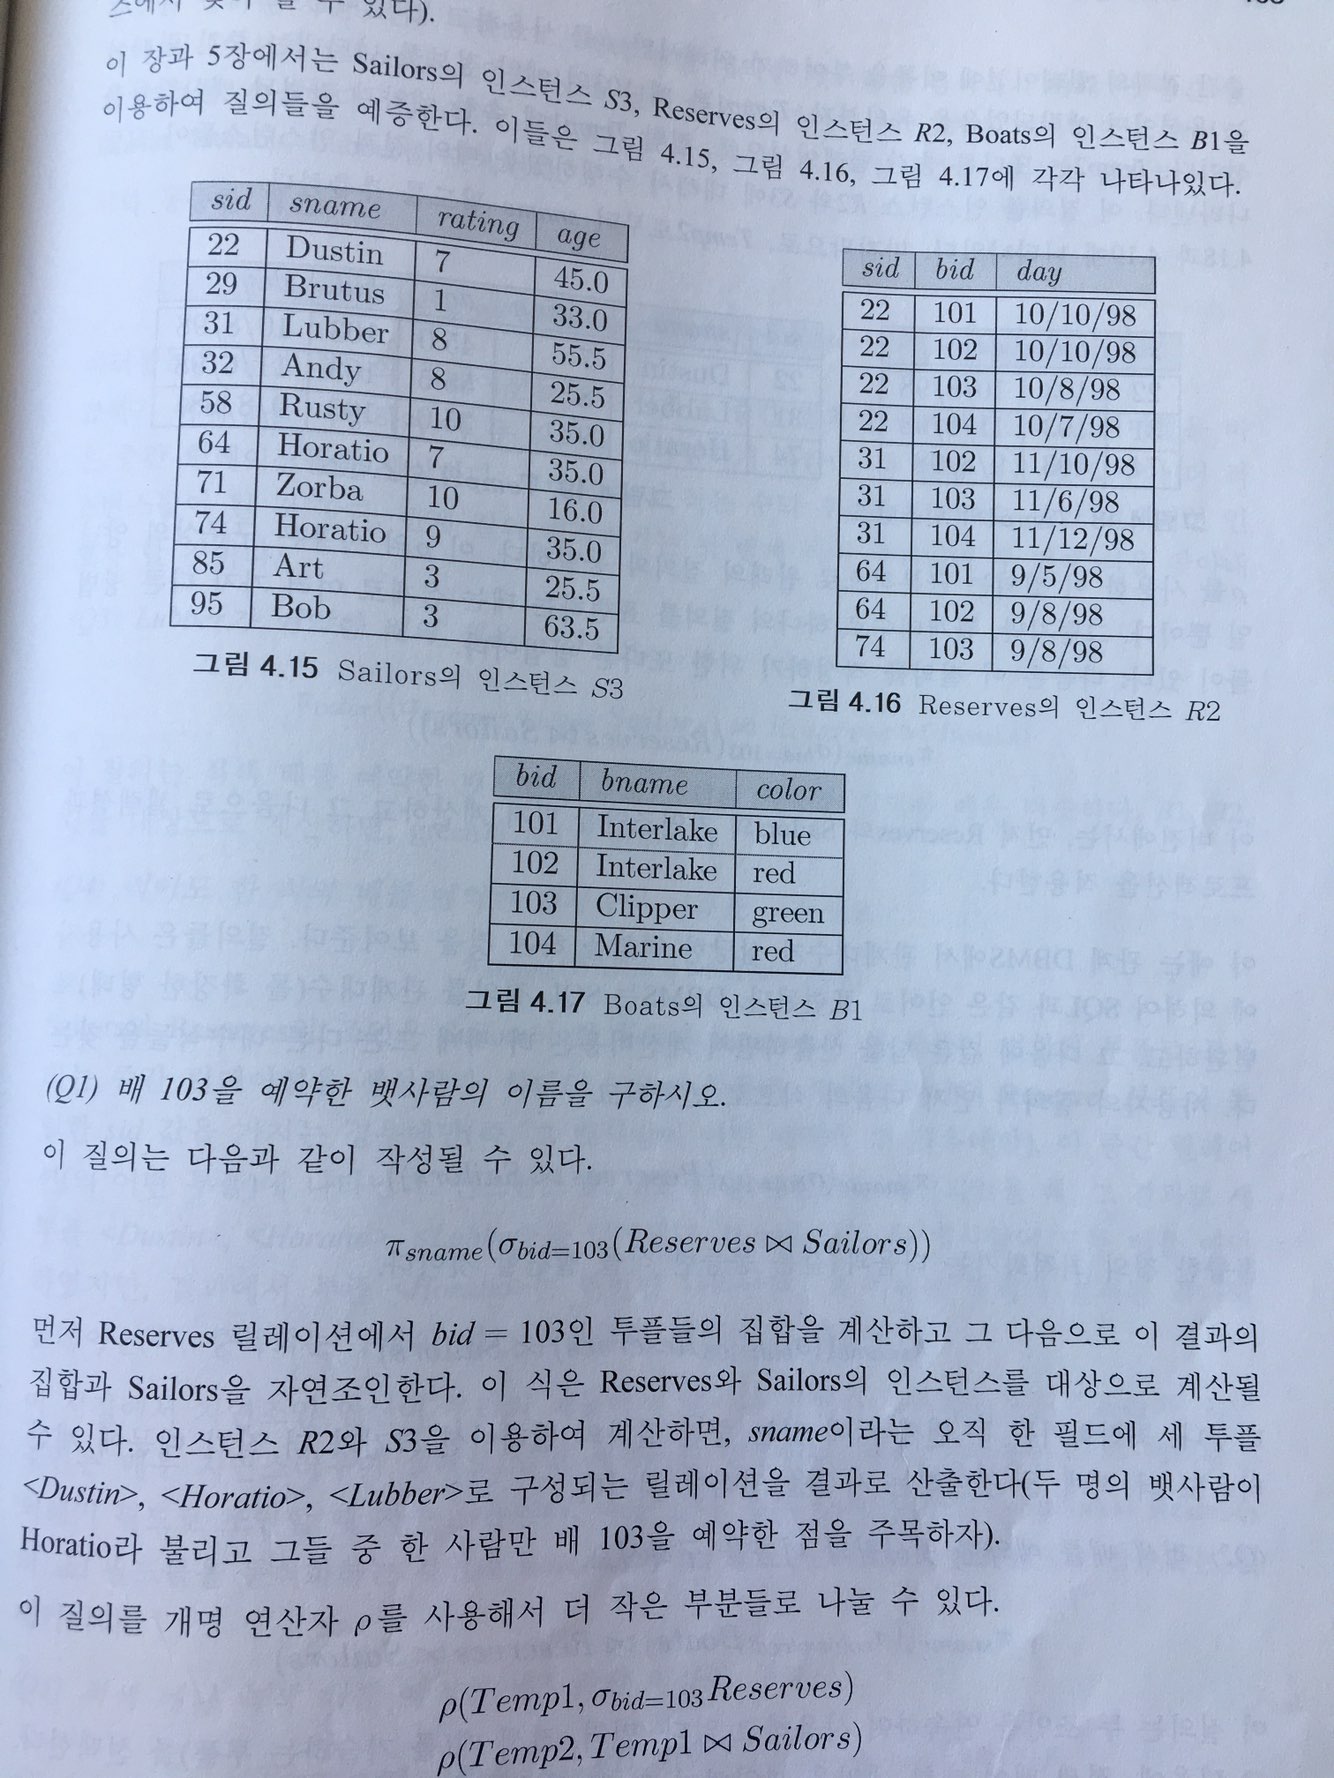 수 있다).
이 장과 5장에서는 Sailors의 인스턴스 S3, Reserves의 인스턴스 R2, Boats의 인스턴스 B1을
이용하여 질의들을 예증한다. 이들은 그림 4.15, 그림 4.16, 그림 4.17에 각각 나타나있다.
sid sname rating age
22 Dustin 7 45.0
29 Brutus 1 33.0
31 Lubber 8 55.5
32 Andy 8 25.5
58 Rusty 10 35.0
64 Horatio 7 35.0
71 Zorba 10 16.0
74 Horatio 9 35.0
85 Art 3 25.5
95 Bob 3 63.5
그림 4.15 Sailors의 인스턴스 S3
sid bid day
22 101 10/10/98
22 102 10/10/98
22 103 10/8/98
22 104 10/7/98
31 102 11/10/98
31 103 11/6/98
31 104 11/12/98
64 101 9/5/98
64 102 9/8/98
74 103 9/8/98
그림 4.16 Reserves의 인스턴스 R2
bid bname color
101 Interlake blue
102 Interlake red
103 Clipper green
104 Marine red
그림 4.17 Boats의 인스턴스 B1
(Q1) 배 103을 예약한 뱃사람의 이름을 구하시오.
이 질의는 다음과 같이 작성될 수 있다.
πsname(σbid=103(Reserves ⋈ Sailors))
먼저 Reserves 릴레이션에서 bid = 103인 투플들의 집합을 계산하고 그 다음으로 이 결과의
집합과 Sailors을 자연조인한다. 이 식은 Reserves와 Sailors의 인스턴스를 대상으로 계산될
수 있다. 인스턴스 R2와 S3을 이용하여 계산하면, sname이라는 오직 한 필드에 세 투플
<Dustin>, <Horatio>, <Lubber>로 구성되는 릴레이션을 결과로 산출한다(두 명의 뱃사람이
Horatio라 불리고 그들 중 한 사람만 배 103을 예약한 점을 주목하자).
이 질의를 개명 연산자 ρ를 사용해서 더 작은 부분들로 나눌 수 있다.
ρ(Temp1, σbid=103Reserves)
ρ(Temp2, Temp1 ⋈ Sailors)